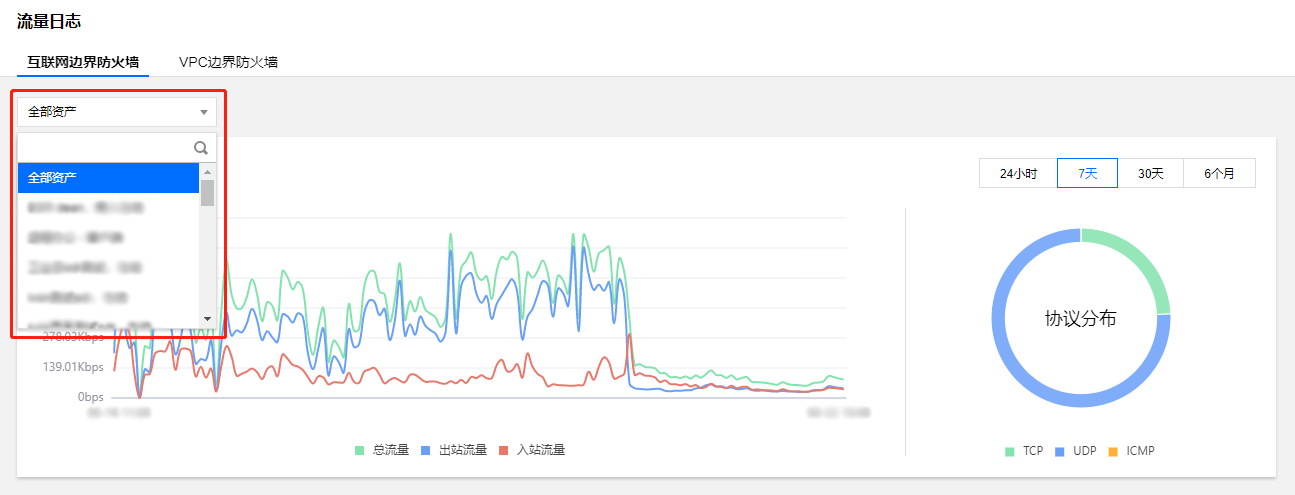 流量日志
互联网边界防火墙 VPC边界防火墙
全部资产
全部资产
24小时 7天 30天 6个月
278.03Kbps
139.01Kbps
0bps
总流量 出站流量 入站流量
协议分布
TCP UDP ICMP